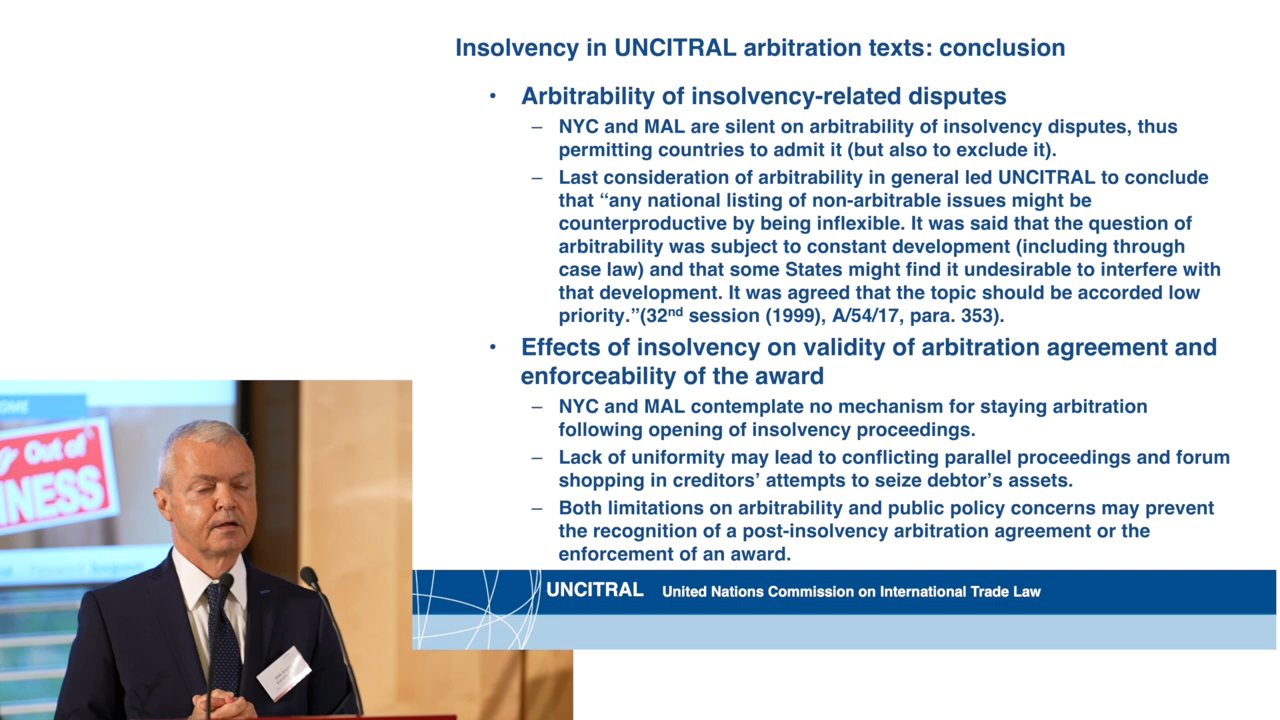 Insolvency in UNCITRAL arbitration texts: conclusion
• Arbitrability of insolvency-related disputes
– NYC and MAL are silent on arbitrability of insolvency disputes, thus
permitting countries to admit it (but also to exclude it).
– Last consideration of arbitrability in general led UNCITRAL to conclude
that “any national listing of non-arbitrable issues might be
counterproductive by being inflexible. It was said that the question of
arbitrability was subject to constant development (including through
case law) and that some States might find it undesirable to interfere with
that development. It was agreed that the topic should be accorded low
priority.”(32nd session (1999), A/54/17, para. 353).
• Effects of insolvency on validity of arbitration agreement and
enforceability of the award
– NYC and MAL contemplate no mechanism for staying arbitration
following opening of insolvency proceedings.
– Lack of uniformity may lead to conflicting parallel proceedings and forum
shopping in creditors’ attempts to seize debtor’s assets.
– Both limitations on arbitrability and public policy concerns may prevent
the recognition of a post-insolvency arbitration agreement or the
enforcement of an award.
UNCITRAL United Nations Commission on International Trade Law
Out of